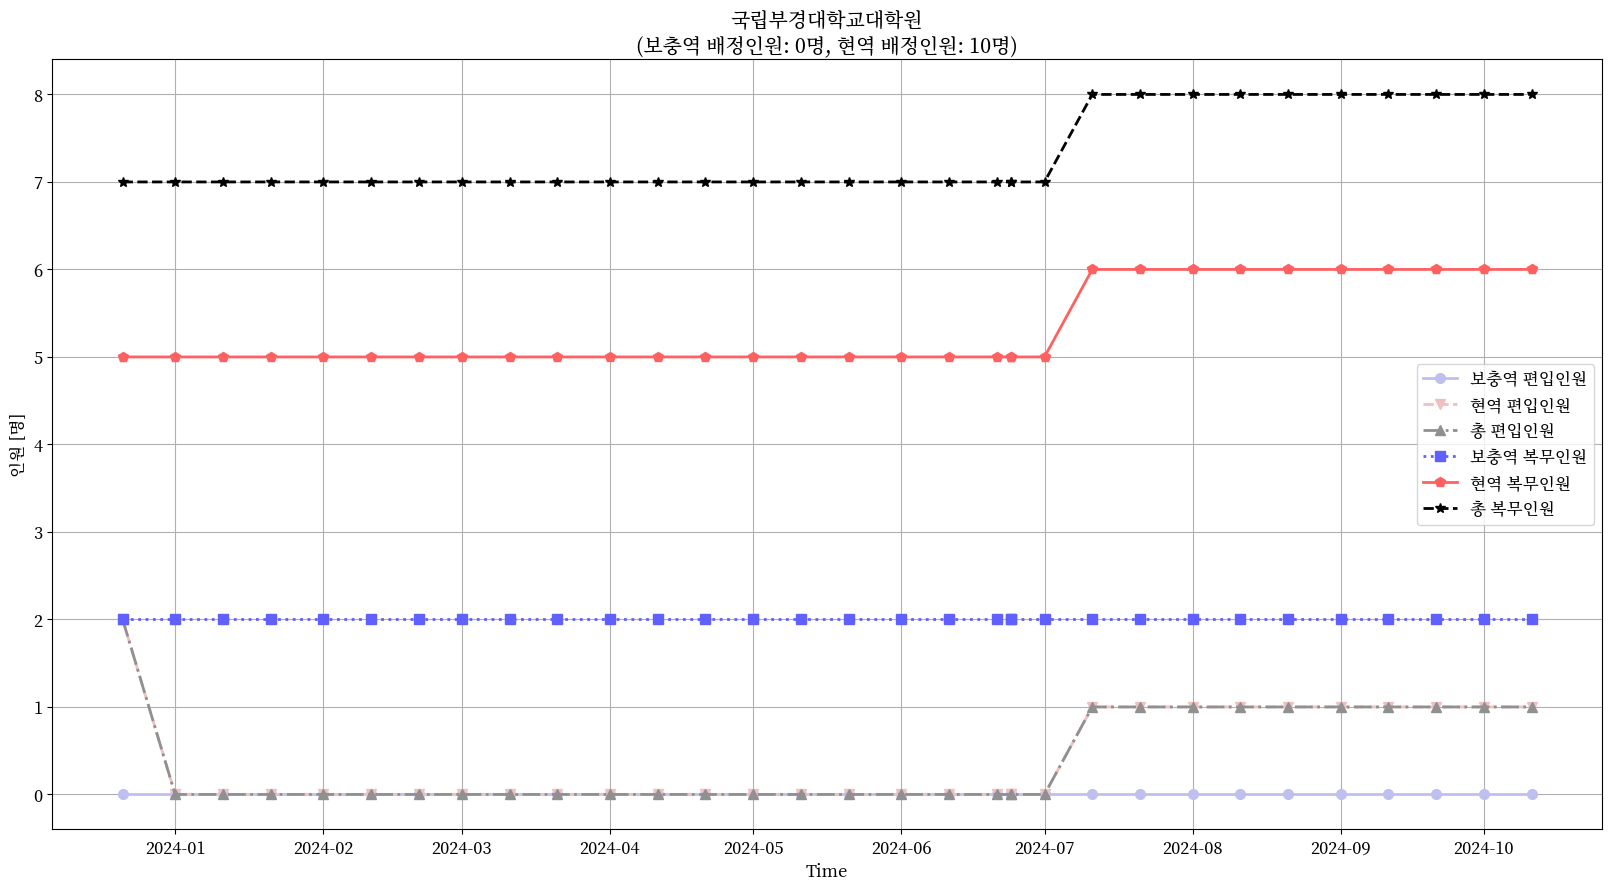 국립부경대학교대학원
(보충역 배정인원: 0명, 현역 배정인원: 10명)
8
7
6
5
4
3
2
1
0
인원 [명]
보충역 편입인원
현역 편입인원
총 편입인원
보충역 복무인원
현역 복무인원
총 복무인원
2024-01 2024-02 2024-03 2024-04 2024-05 2024-06 2024-07 2024-08 2024-09 2024-10
Time